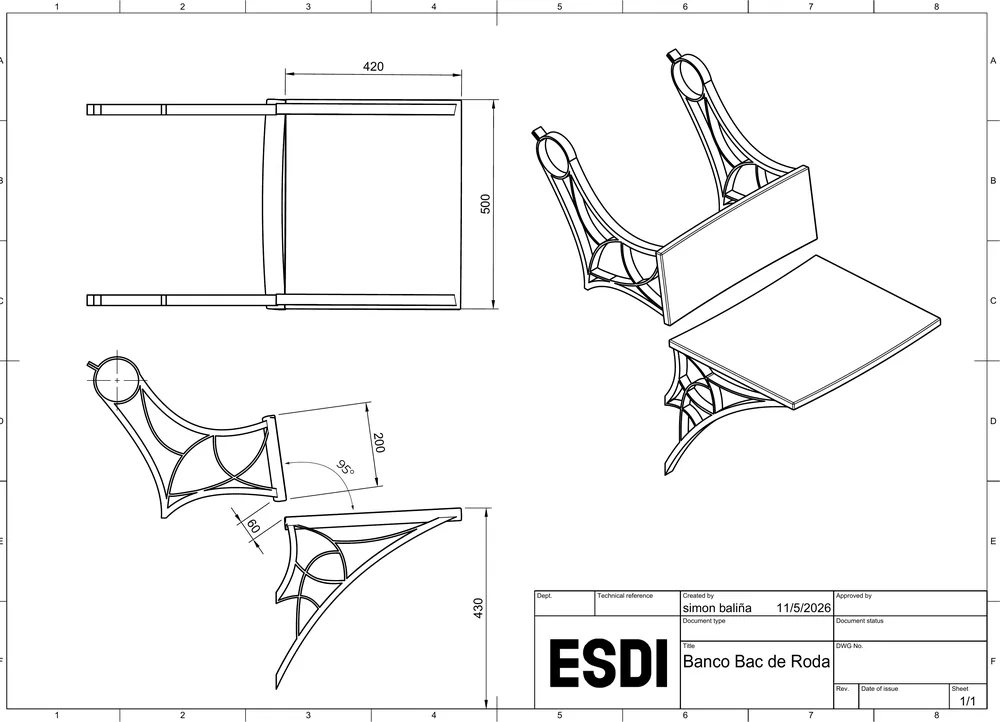 1 2 3 4 5 6 7 8
A
A
B
B
C
C
D
D
E
E
F
F
420
500
200
95°
60
430
Dept.
Technical reference
Created by
Approved by
simon baliña 11/5/2026
Document type
Document status
ESDI
Title
DWG No.
Banco Bac de Roda
Rev.
Date of issue
Sheet
1/1
1 2 3 4 5 6 7 8